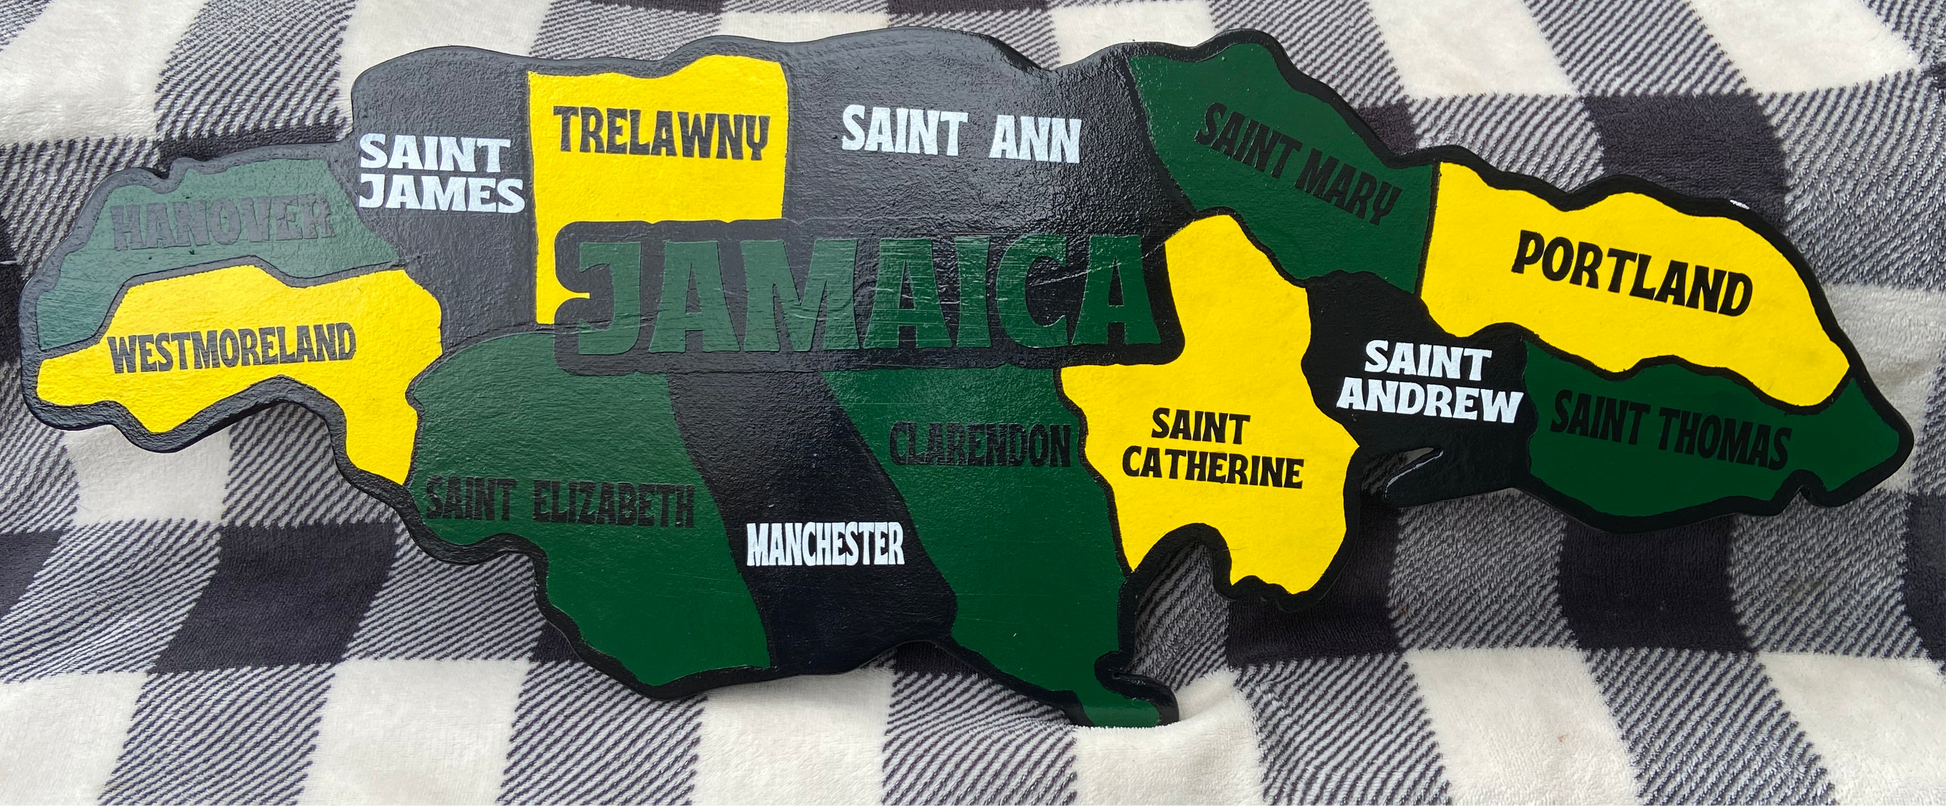 SAINT
JAMES
TRELAWNY
SAINT ANN
SAINT MARY
HANOVER
WESTMORELAND
JAMAICA
PORTLAND
SAINT
ANDREW
SAINT THOMAS
SAINT
CATHERINE
CLARENDON
SAINT ELIZABETH
MANCHESTER